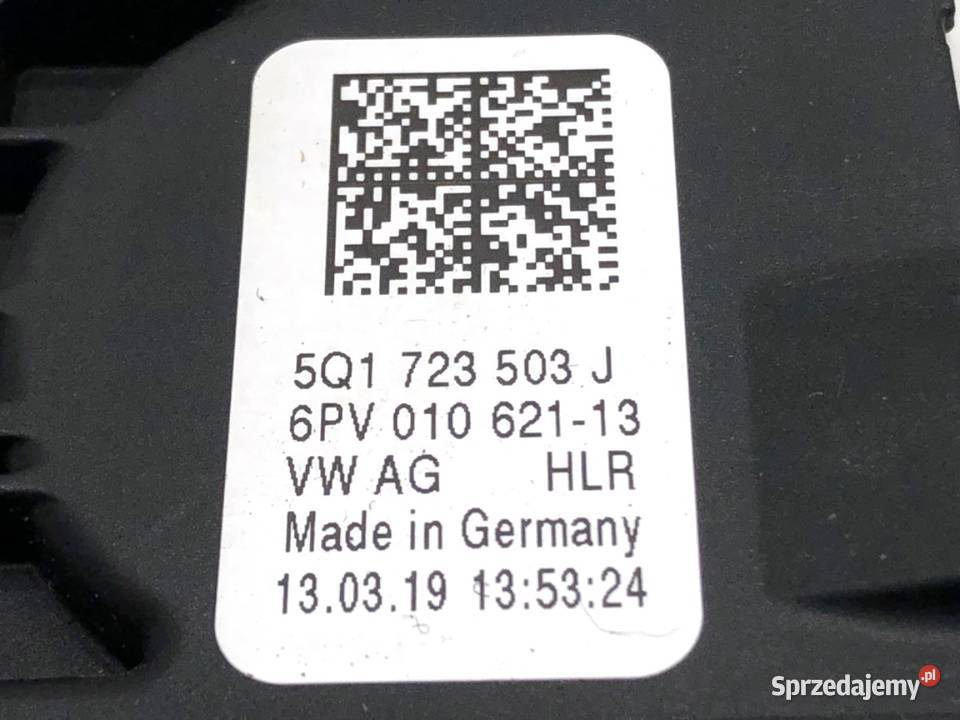 5Q1 723 503 J
6PV 010 621-13
VW AG HLR
Made in Germany
13.03.19 13:53:24
Sprzedajemy.pl